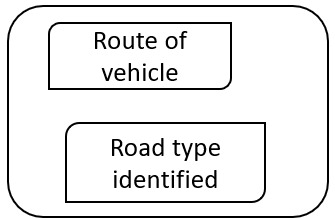 Route of
vehicle
Road type
identified